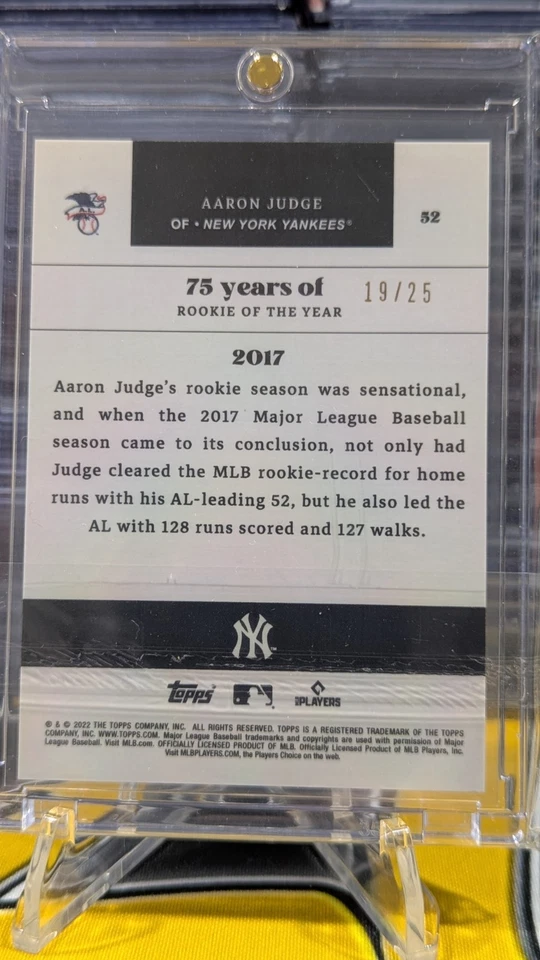 AARON JUDGE
OF • NEW YORK YANKEES®
52
75 years of
19/25
ROOKIE OF THE YEAR
2017
Aaron Judge's rookie season was sensational,
and when the 2017 Major League Baseball
season came to its conclusion, not only had
Judge cleared the MLB rookie-record for home
runs with his AL-leading 52, but he also led the
AL with 128 runs scored and 127 walks.
NY
Topps
PLAYERS
® & © 2022 THE TOPPS COMPANY, INC. ALL RIGHTS RESERVED. TOPPS IS A REGISTERED TRADEMARK OF THE TOPPS
COMPANY, INC. WWW.TOPPS.COM. Major League Baseball trademarks and copyrights are used with permission of Major
League Baseball. Visit MLB.com. OFFICIALLY LICENSED PRODUCT OF MLB. Officially Licensed Product of MLB Players, Inc.
Visit MLBPLAYERS.COM, the Players Choice on the web.